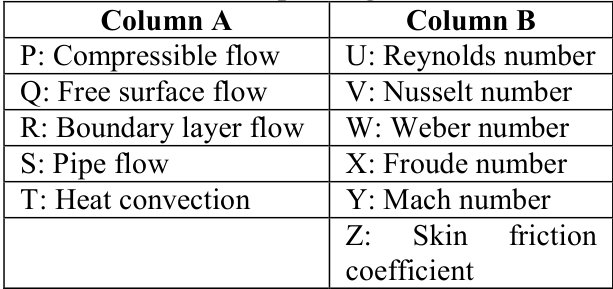 Column A Column B
P: Compressible flow U: Reynolds number
Q: Free surface flow V: Nusselt number
R: Boundary layer flow W: Weber number
S: Pipe flow X: Froude number
T: Heat convection Y: Mach number
Z: Skin friction
coefficient